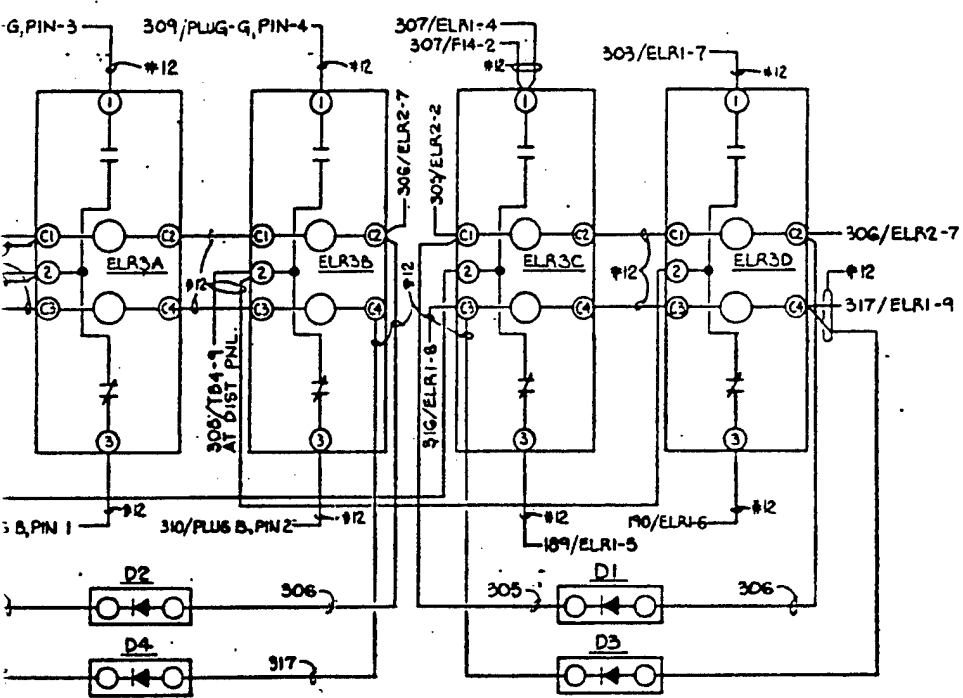 G, PIN-3
309/PLUG-G, PIN-4
307/ELR1-4
307/F14-2
303/ELR1-7
#12
#12
#12
#12
1
1
1
1
306/ELR2-7
305/ELR2-2
C1
C2
C1
C2
C1
C2
C1
C2
306/ELR2-7
ELR3A
ELR3B
ELR3C
ELR3D
2
2
2
2
#12
#12
#12
#12
C3
C4
C3
C4
C3
C4
C3
C4
317/ELR1-9
308/TB4-9
AT DIST PNL.
316/ELR1-8
3
3
3
3
B, PIN 1
#12
310/PLUG B, PIN 2
#12
#12
189/ELR1-5
190/ELR1-6
#12
D2
306
305
D1
306
D4
317
D3